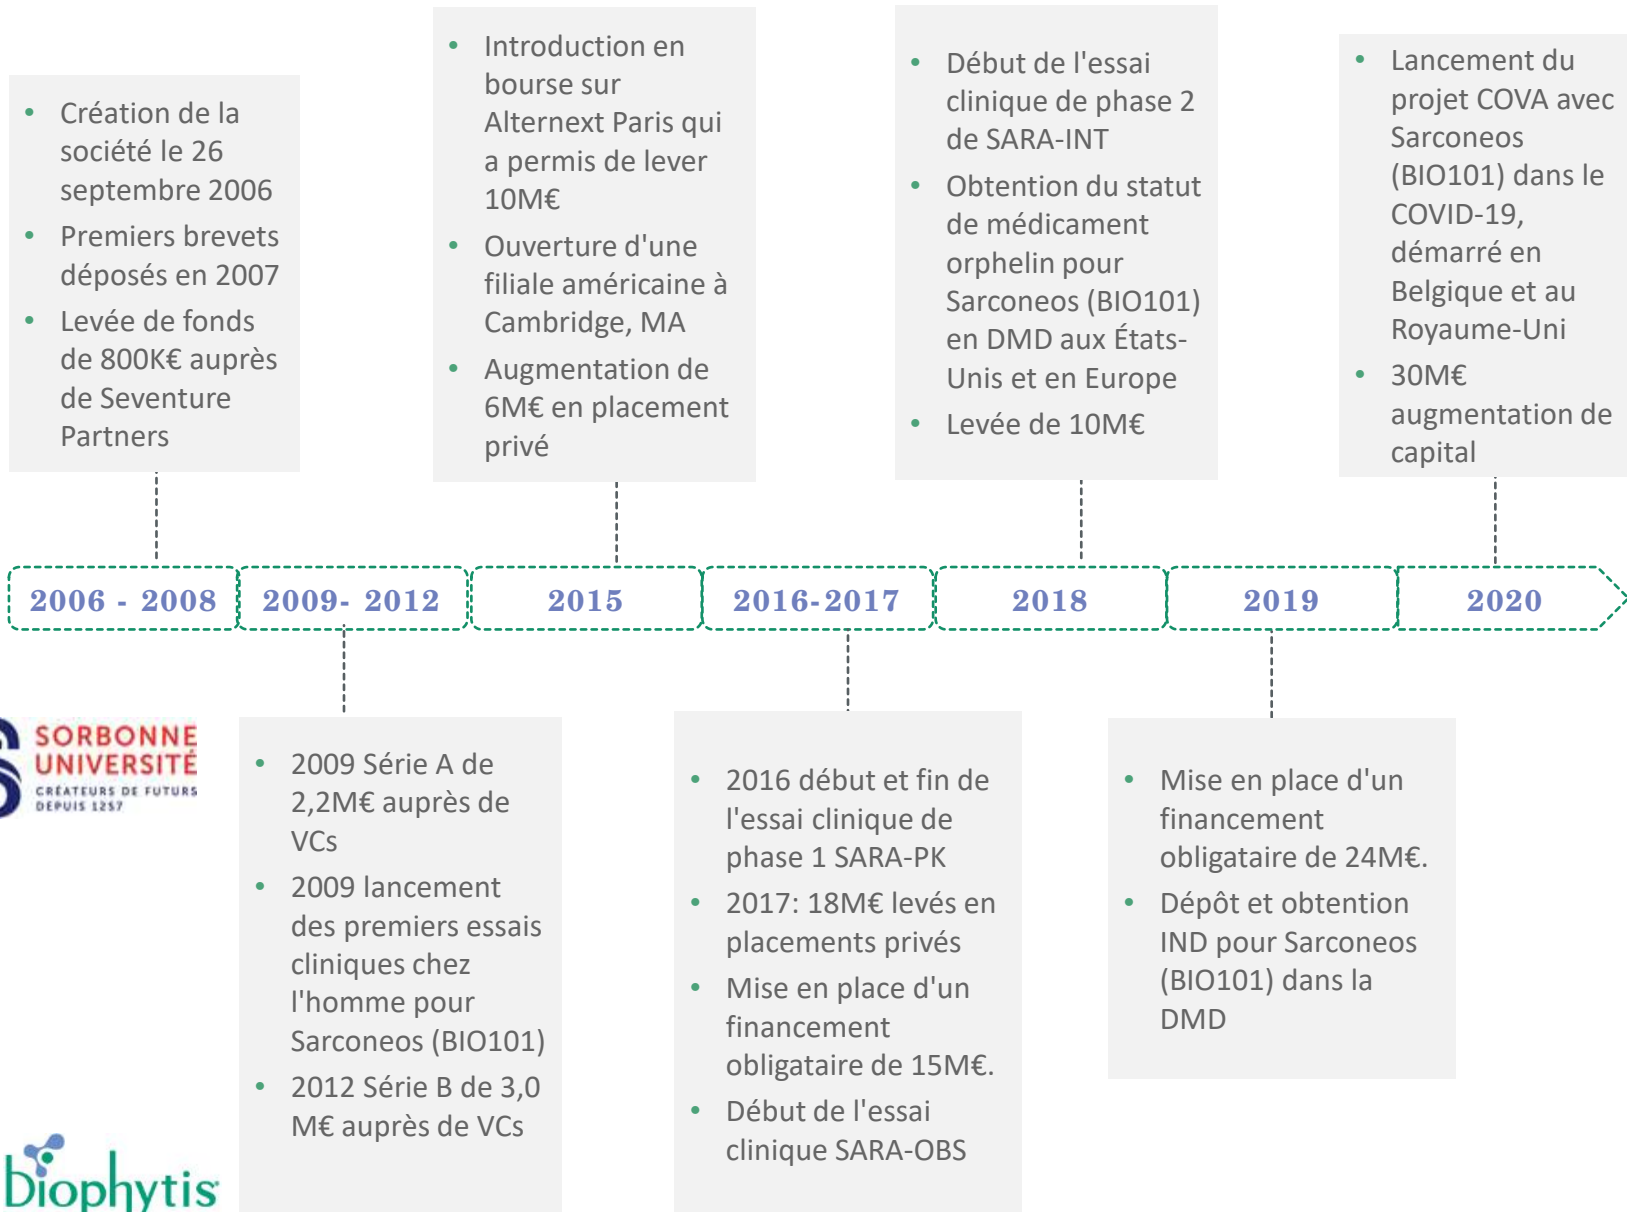 • Création de la
société le 26
septembre 2006
• Premiers brevets
déposés en 2007
• Levée de fonds
de 800K€ auprès
de Seventure
Partners
• Introduction en
bourse sur
Alternext Paris qui
a permis de lever
10M€
• Ouverture d'une
filiale américaine à
Cambridge, MA
• Augmentation de
6M€ en placement
privé
• Début de l'essai
clinique de phase 2
de SARA-INT
• Obtention du statut
de médicament
orphelin pour
Sarconeos (BIO101)
en DMD aux États-
Unis et en Europe
• Levée de 10M€
• Lancement du
projet COVA avec
Sarconeos
(BIO101) dans le
COVID-19,
démarré en
Belgique et au
Royaume-Uni
• 30M€
augmentation de
capital
2006 - 2008
2009- 2012
2015
2016-2017
2018
2019
2020
SORBONNE
UNIVERSITÉ
CRÉATEURS DE FUTURS
DEPUIS 1257
• 2009 Série A de
2,2M€ auprès de
VCs
• 2009 lancement
des premiers essais
cliniques chez
l'homme pour
Sarconeos (BIO101)
• 2012 Série B de 3,0
M€ auprès de VCs
• 2016 début et fin de
l'essai clinique de
phase 1 SARA-PK
• 2017: 18M€ levés en
placements privés
• Mise en place d'un
financement
obligataire de 15M€.
• Début de l'essai
clinique SARA-OBS
• Mise en place d'un
financement
obligataire de 24M€.
• Dépôt et obtention
IND pour Sarconeos
(BIO101) dans la
DMD
biophytis